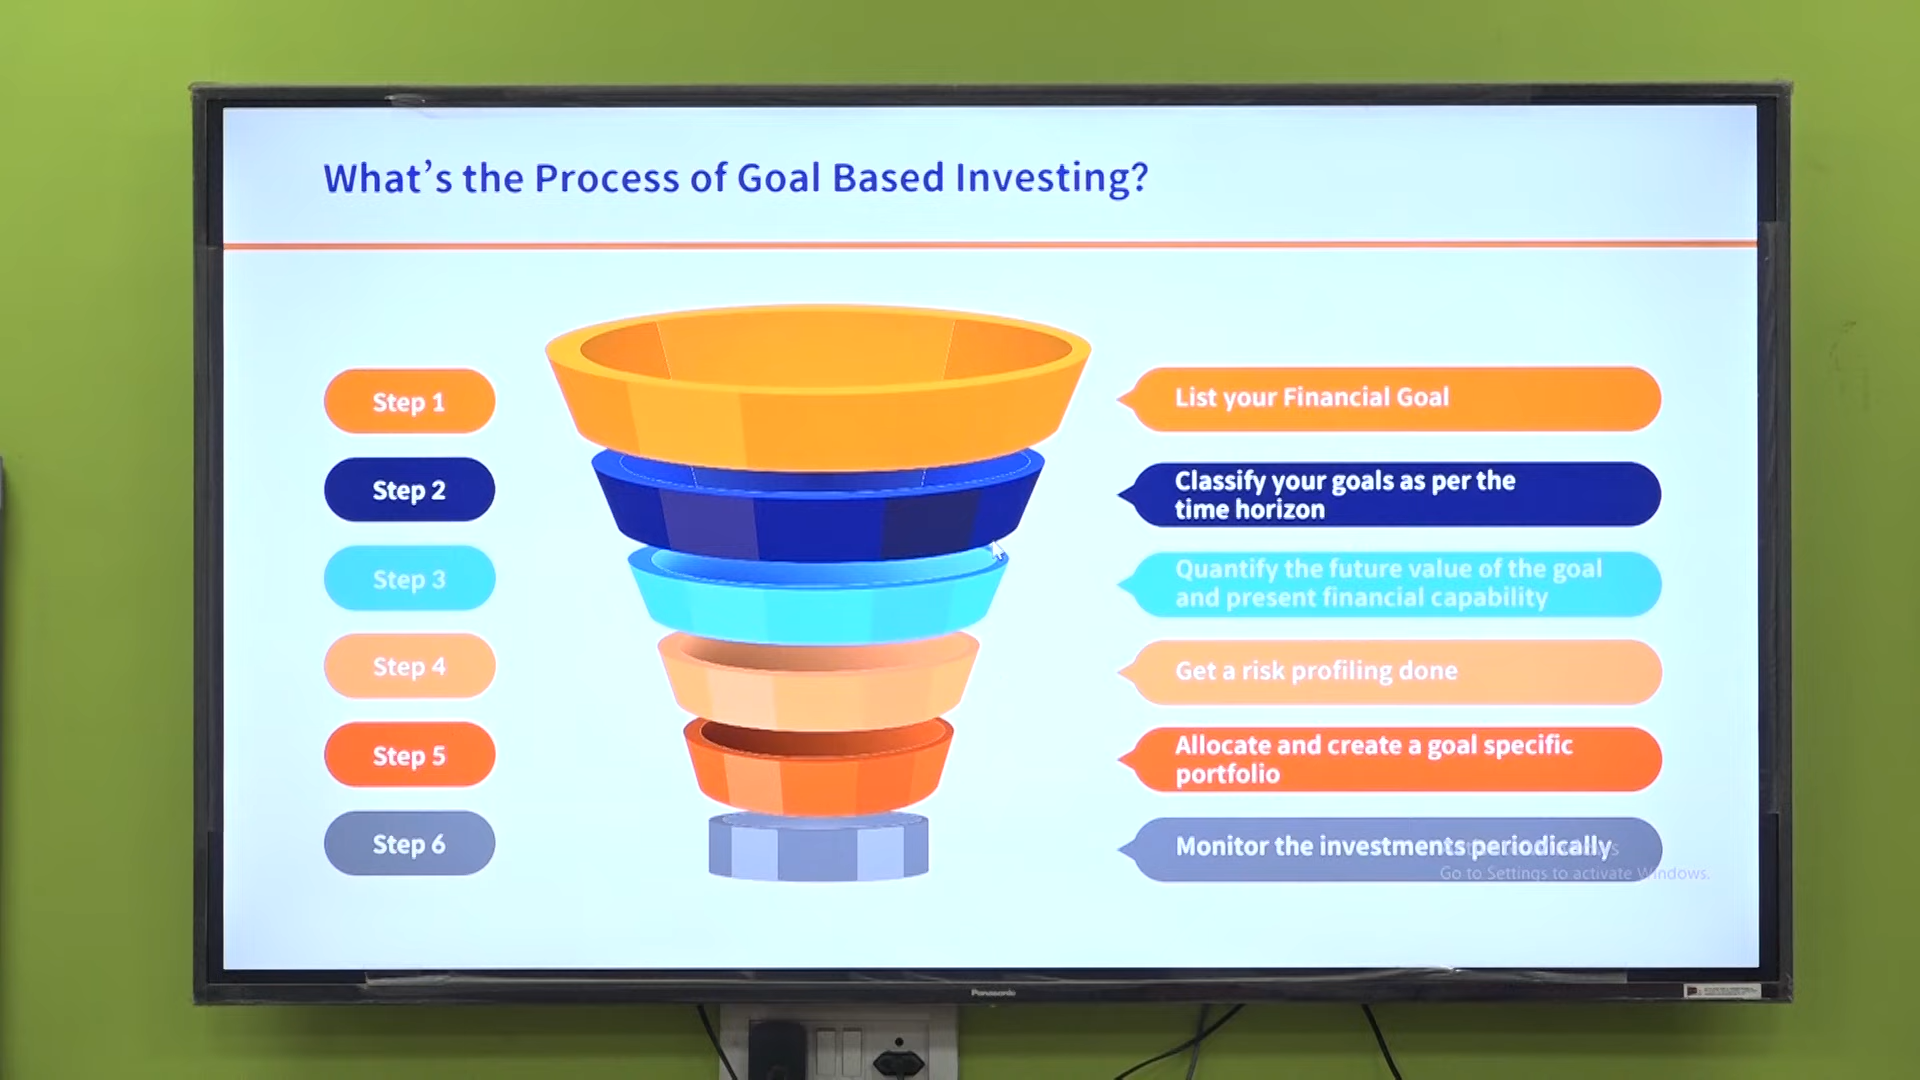 What's the Process of Goal Based Investing?
Step 1
List your Financial Goal
Step 2
Classify your goals as per the
time horizon
Step 3
Quantify the future value of the goal
and present financial capability
Step 4
Get a risk profiling done
Step 5
Allocate and create a goal specific
portfolio
Step 6
Monitor the investments periodically
Go to Settings to activate Windows.
Panasonic